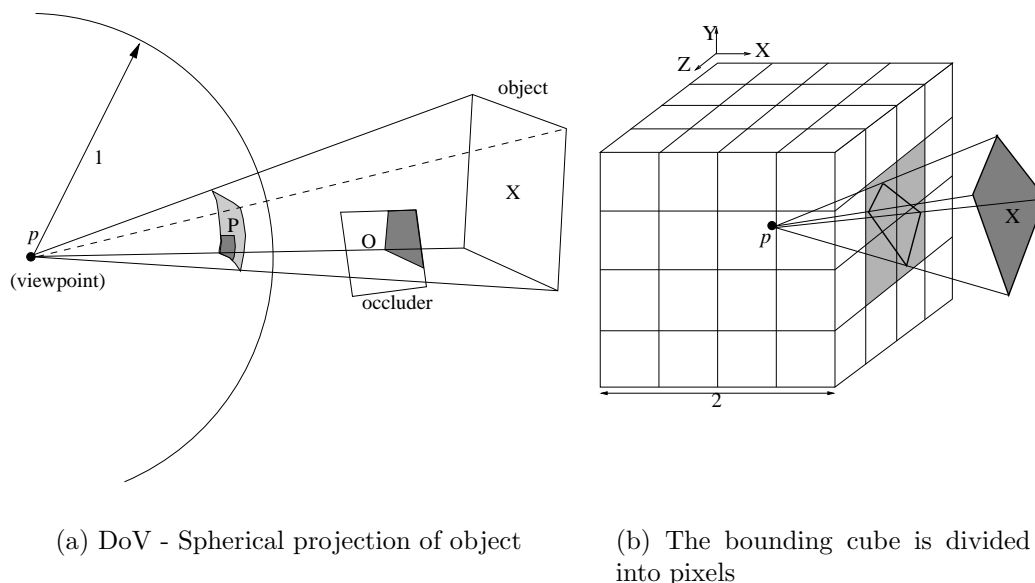 object
1
X
P
p
(viewpoint)
O
occluder
Y
X
Z
X
p
2
(a) DoV - Spherical projection of object
(b) The bounding cube is divided
into pixels